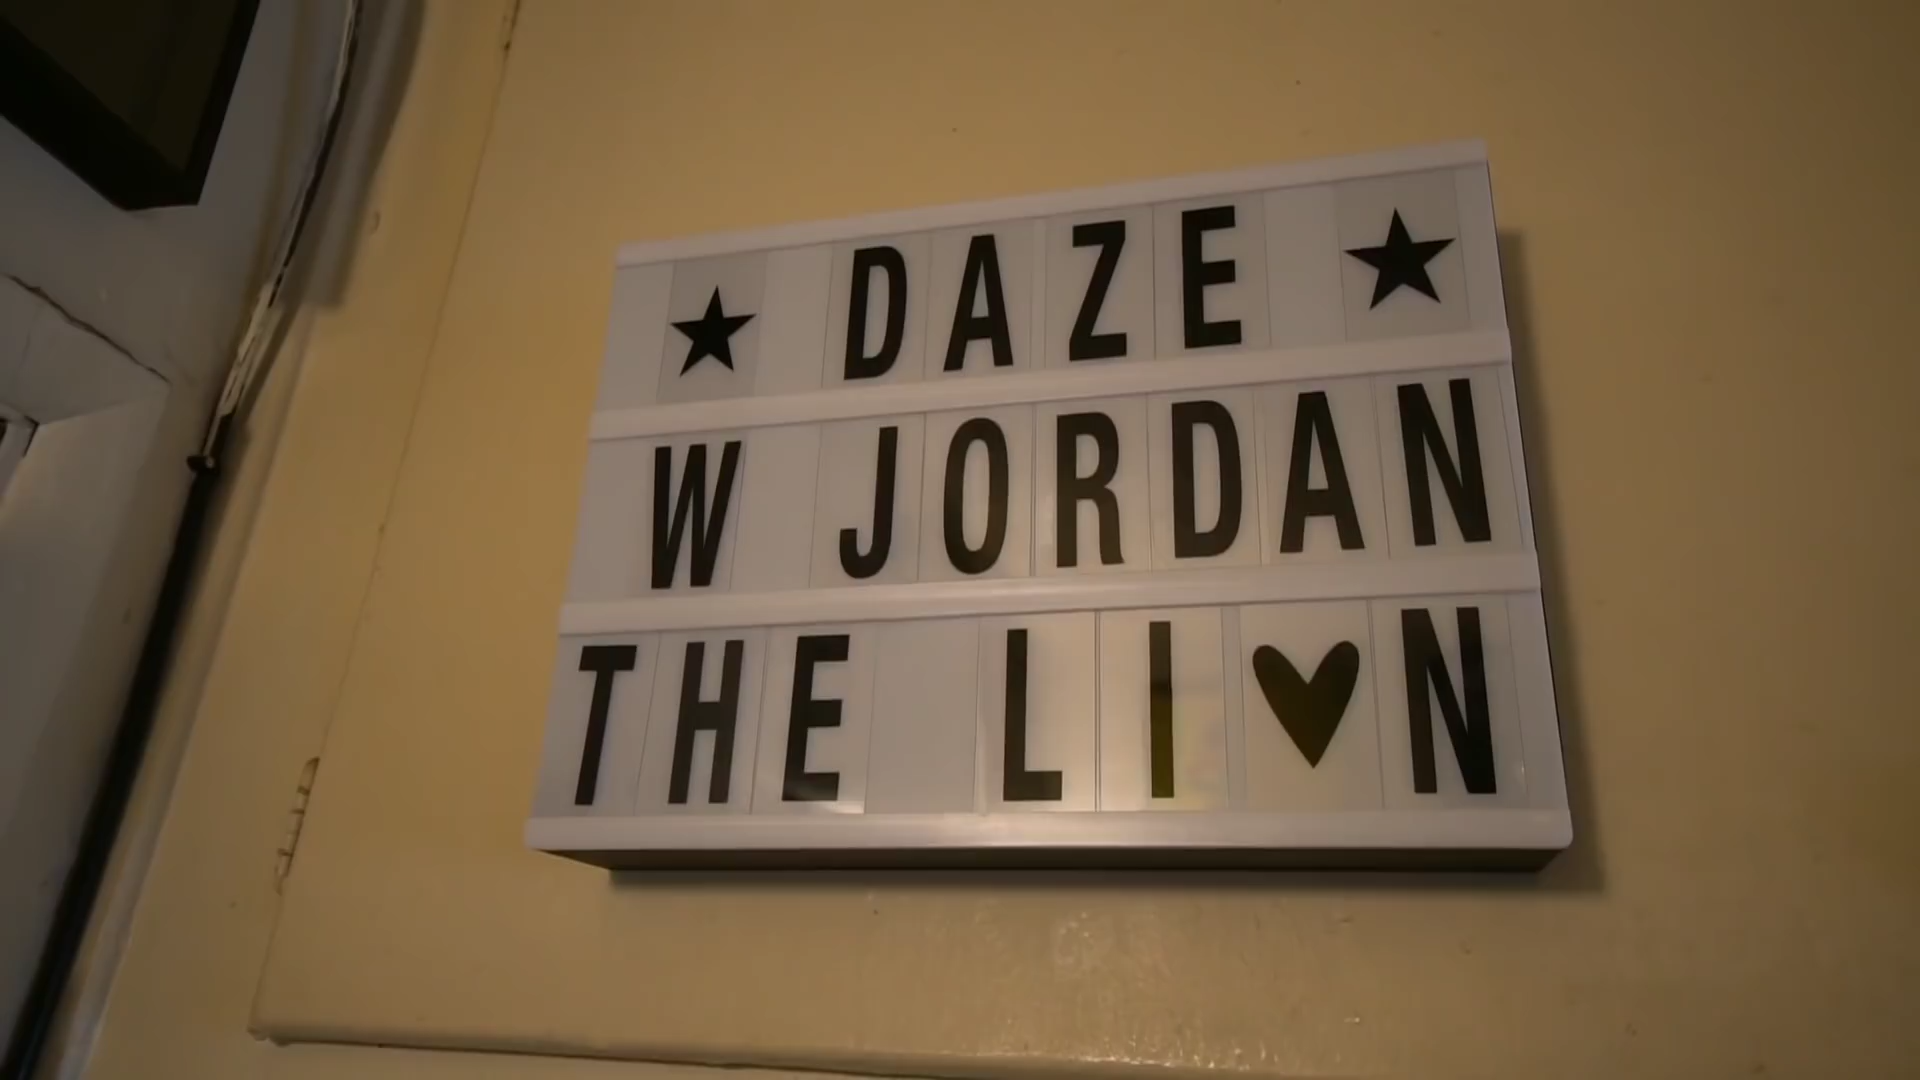 ★ DAZE ★
W JORDAN
THE LI♥N